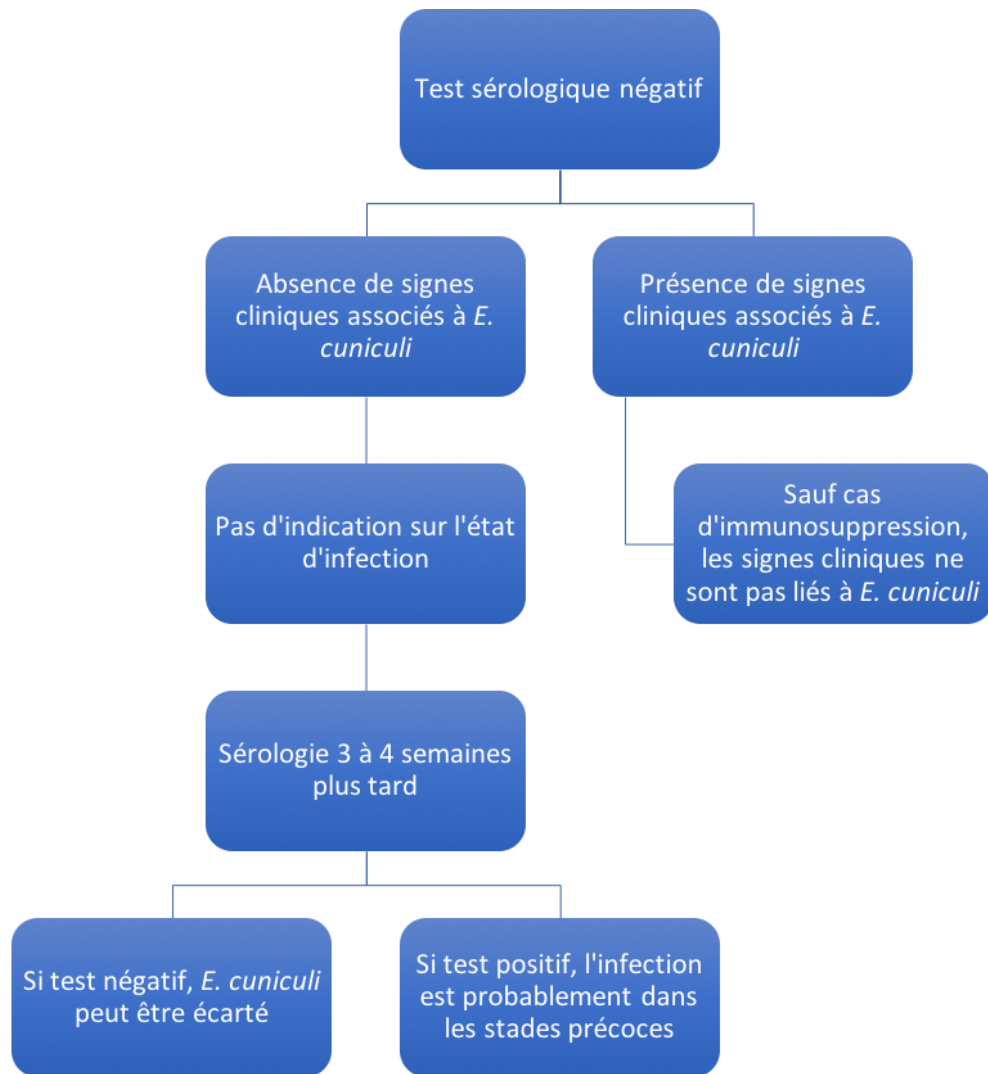 Test sérologique négatif
Absence de signes
cliniques associés à E.
cuniculi
Présence de signes
cliniques associés à E.
cuniculi
Pas d'indication sur l'état
d'infection
Sauf cas
d'immunosuppression,
les signes cliniques ne
sont pas liés à E. cuniculi
Sérologie 3 à 4 semaines
plus tard
Si test négatif, E. cuniculi
peut être écarté
Si test positif, l'infection
est probablement dans
les stades précoces